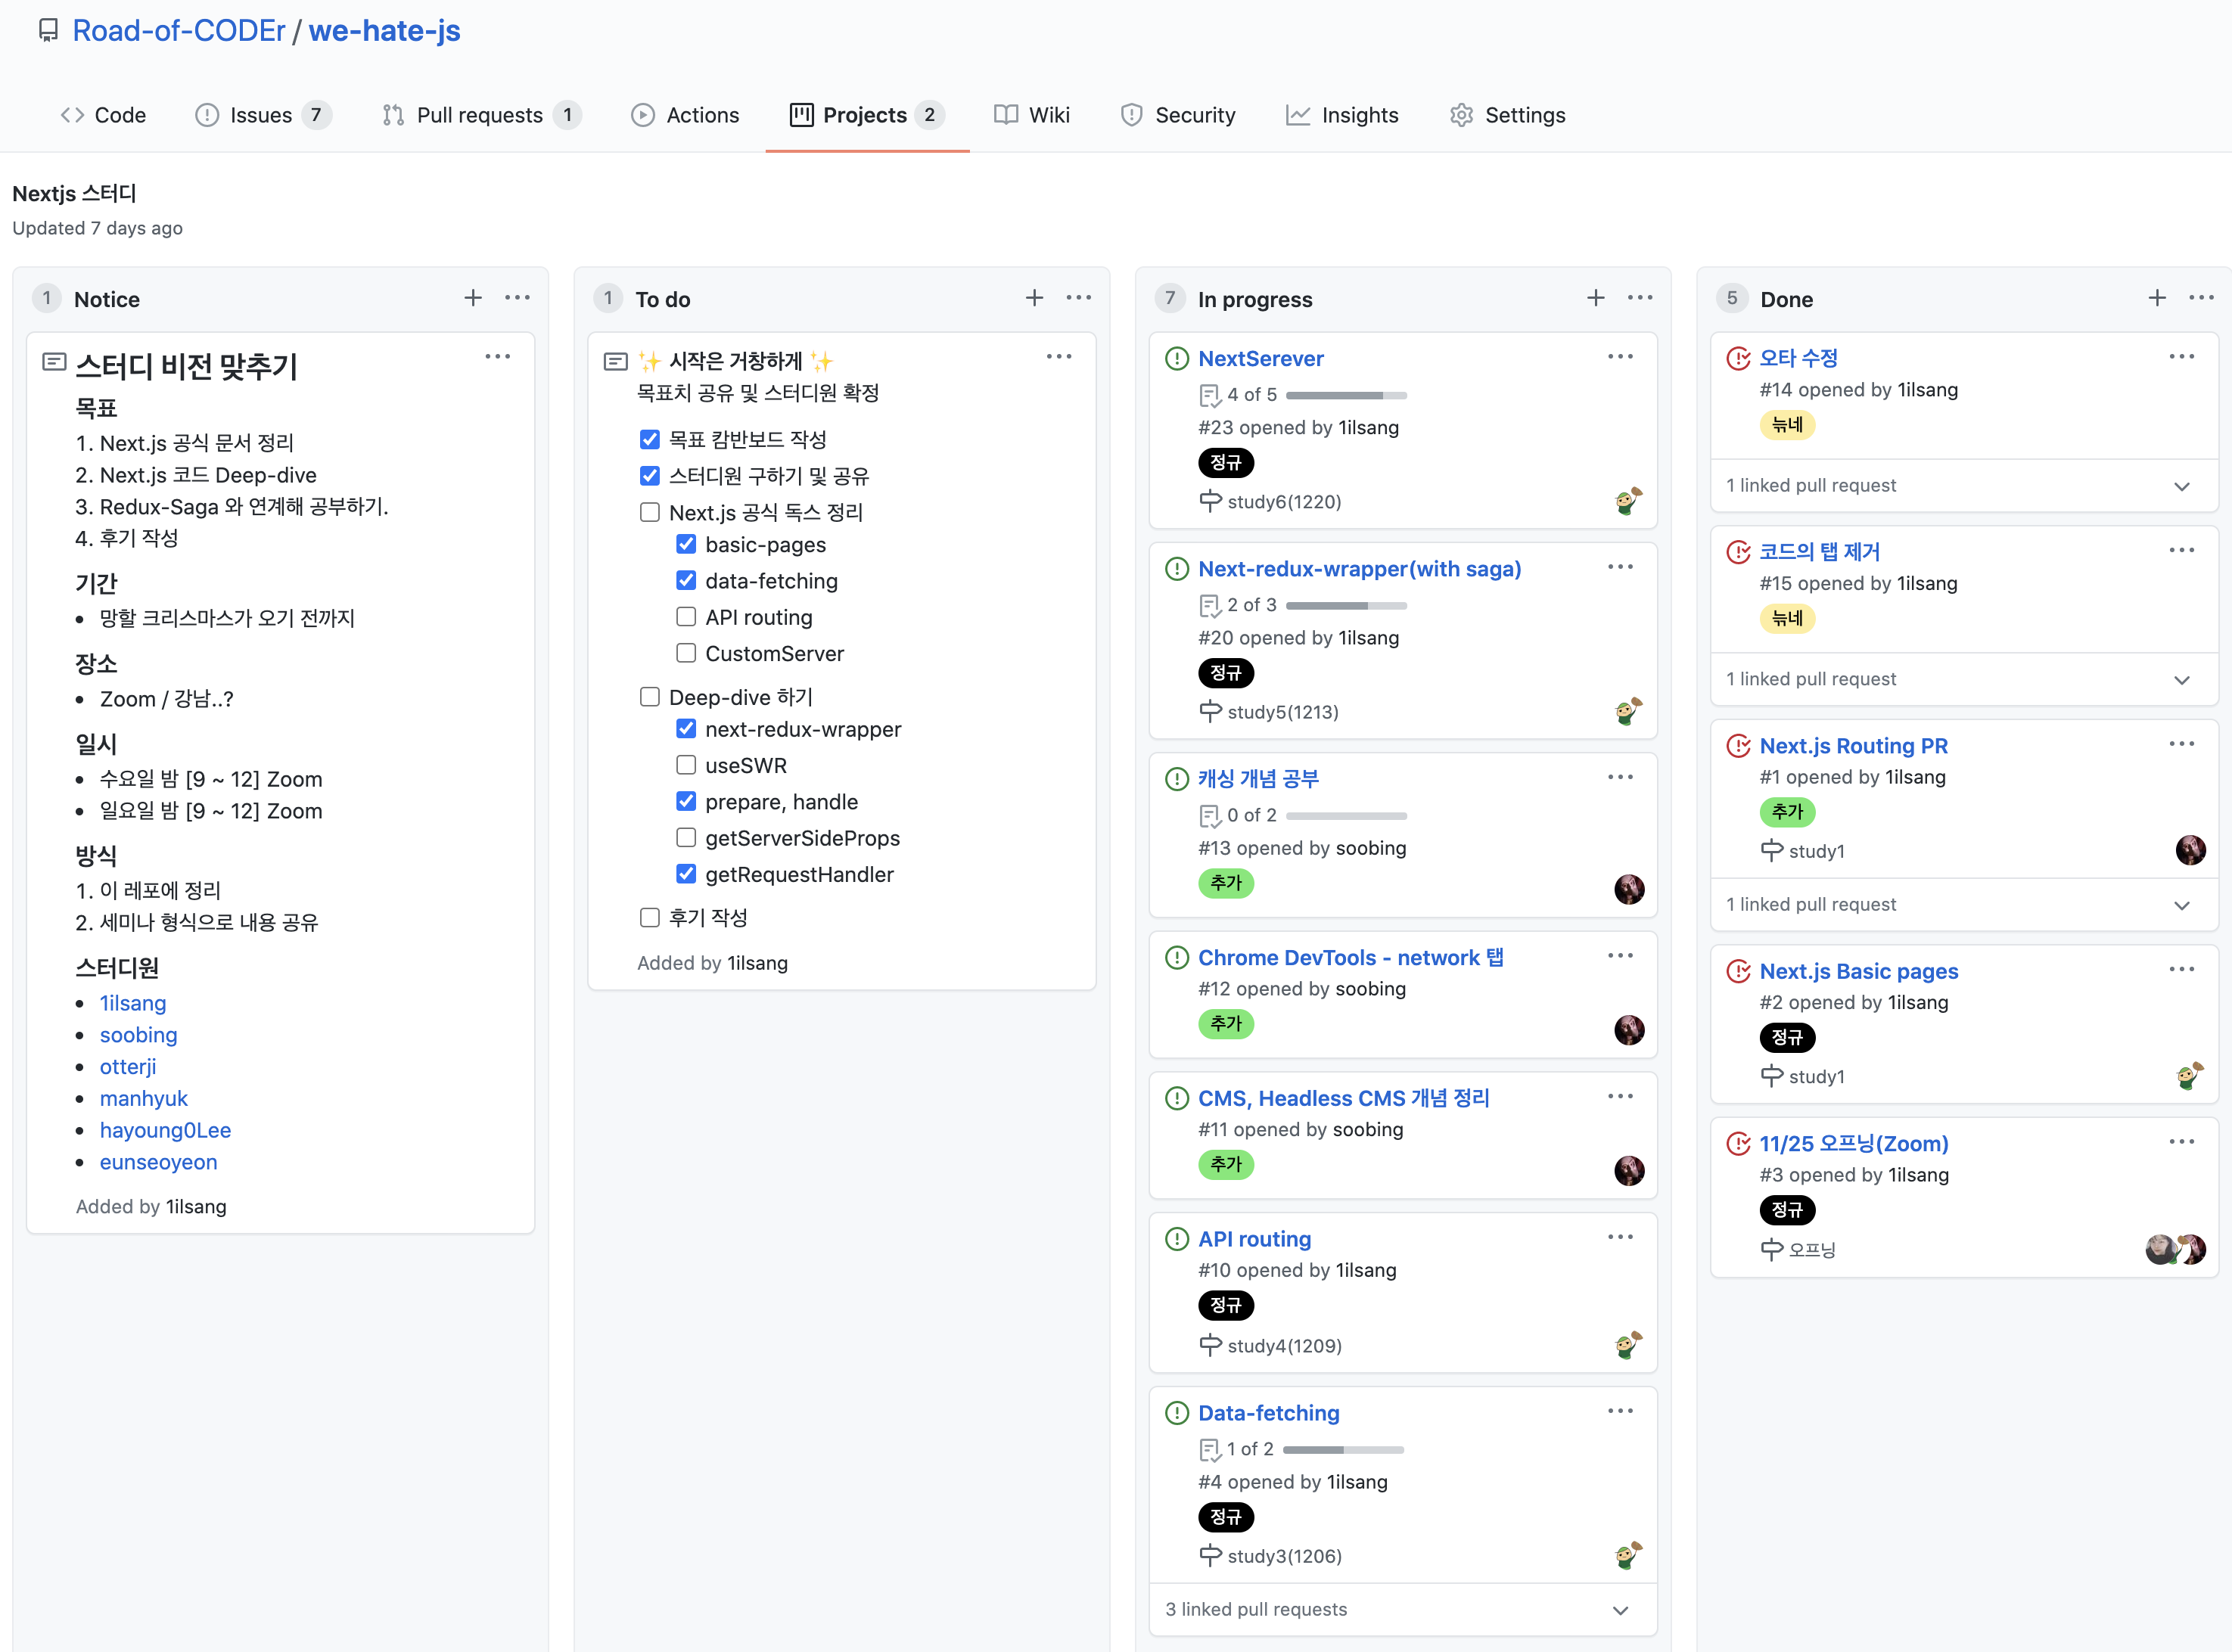 Road-of-CODEr / we-hate-js
Code
Issues 7
Pull requests 1
Actions
Projects 2
Wiki
Security
Insights
Settings
Nextjs 스터디
Updated 7 days ago
1 Notice
스터디 비전 맞추기
목표
1. Next.js 공식 문서 정리
2. Next.js 코드 Deep-dive
3. Redux-Saga 와 연계해 공부하기.
4. 후기 작성
기간
• 망할 크리스마스가 오기 전까지
장소
• Zoom / 강남..?
일시
• 수요일 밤 [9 ~ 12] Zoom
• 일요일 밤 [9 ~ 12] Zoom
방식
1. 이 레포에 정리
2. 세미나 형식으로 내용 공유
스터디원
• 1ilsang
• soobing
• otterji
• manhyuk
• hayoung0Lee
• eunseoyeon
Added by 1ilsang
1 To do
✨ 시작은 거창하게 ✨
목표치 공유 및 스터디원 확정
목표 캄반보드 작성
스터디원 구하기 및 공유
Next.js 공식 독스 정리
basic-pages
data-fetching
API routing
CustomServer
Deep-dive 하기
next-redux-wrapper
useSWR
prepare, handle
getServerSideProps
getRequestHandler
후기 작성
Added by 1ilsang
7 In progress
NextSerever
4 of 5
#23 opened by 1ilsang
정규
study6(1220)
Next-redux-wrapper(with saga)
2 of 3
#20 opened by 1ilsang
정규
study5(1213)
캐싱 개념 공부
0 of 2
#13 opened by soobing
추가
Chrome DevTools - network 탭
#12 opened by soobing
추가
CMS, Headless CMS 개념 정리
#11 opened by soobing
추가
API routing
#10 opened by 1ilsang
정규
study4(1209)
Data-fetching
1 of 2
#4 opened by 1ilsang
정규
study3(1206)
3 linked pull requests
5 Done
오타 수정
#14 opened by 1ilsang
늒네
1 linked pull request
코드의 탭 제거
#15 opened by 1ilsang
늒네
1 linked pull request
Next.js Routing PR
#1 opened by 1ilsang
추가
study1
1 linked pull request
Next.js Basic pages
#2 opened by 1ilsang
정규
study1
11/25 오프닝(Zoom)
#3 opened by 1ilsang
정규
오프닝